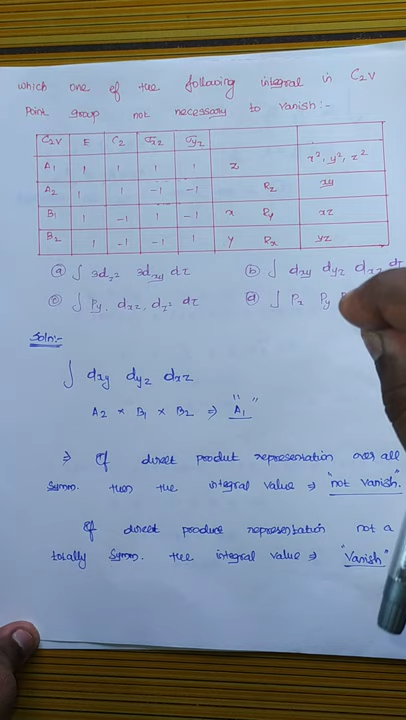 which one of the following integral in C2V
Point group not necessary to vanish:-
C2V E C2 σxz σyz
A1 1 1 1 1 z x², y², z²
A2 1 1 -1 -1 Rz xy
B1 1 -1 1 -1 x Ry xz
B2 1 -1 -1 1 y Rx yz
(a) ∫ 3dz² 3dxy dτ (b) ∫ dxy dyz dxz dτ
(c) ∫ Py. dxz, dz² dτ (d) ∫ Px Py
Soln:-
∫ dxy dyz dxz
A2 × B1 × B2 ⇒ "A1"
⇒ If direct product representation over all
symm. then the integral value ⇒ "not vanish."
If direct product representation not a
totally symm. the integral value ⇒ "Vanish"